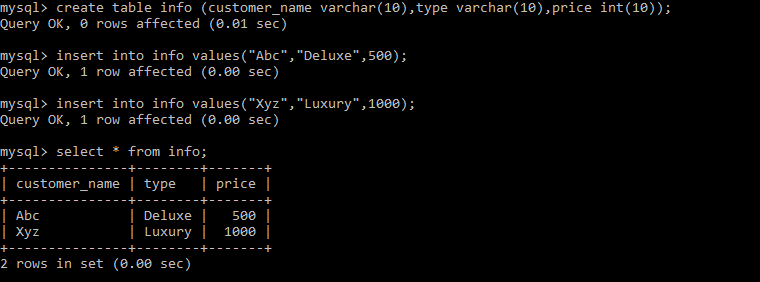 mysql> create table info (customer_name varchar(10),type varchar(10),price int(10));
Query OK, 0 rows affected (0.01 sec)
mysql> insert into info values("Abc","Deluxe",500);
Query OK, 1 row affected (0.00 sec)
mysql> insert into info values("Xyz","Luxury",1000);
Query OK, 1 row affected (0.00 sec)
mysql> select * from info;
+---------------+--------+-------+
| customer_name | type   | price |
+---------------+--------+-------+
| Abc           | Deluxe |   500 |
| Xyz           | Luxury |  1000 |
+---------------+--------+-------+
2 rows in set (0.00 sec)